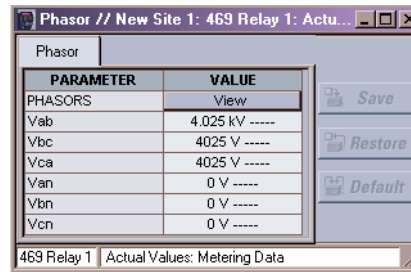 Phasor // New Site 1: 469 Relay 1: Actu...
Phasor
PARAMETER VALUE
PHASORS View
Vab 4.025 kV -----
Vbc 4025 V -----
Vca 4025 V -----
Van 0 V -----
Vbn 0 V -----
Vcn 0 V -----
Save
Restore
Default
469 Relay 1 Actual Values: Metering Data